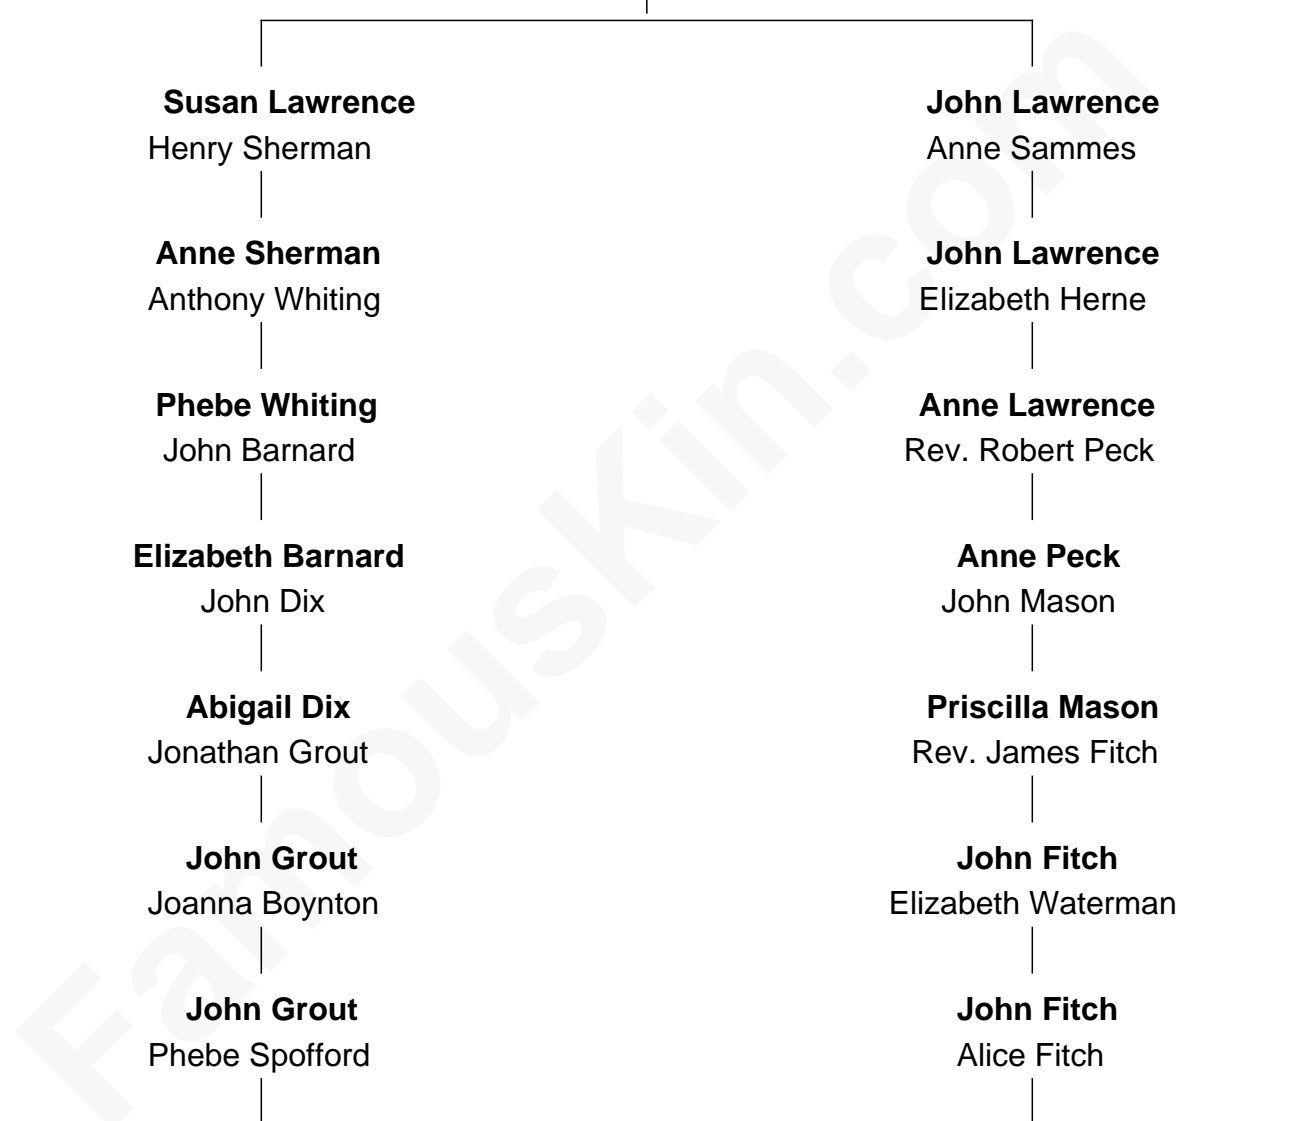 Susan Lawrence
Henry Sherman
Anne Sherman
Anthony Whiting
Phebe Whiting
John Barnard
Elizabeth Barnard
John Dix
Abigail Dix
Jonathan Grout
John Grout
Joanna Boynton
John Grout
Phebe Spofford
John Lawrence
Anne Sammes
John Lawrence
Elizabeth Herne
Anne Lawrence
Rev. Robert Peck
Anne Peck
John Mason
Priscilla Mason
Rev. James Fitch
John Fitch
Elizabeth Waterman
John Fitch
Alice Fitch
FamousKin.com